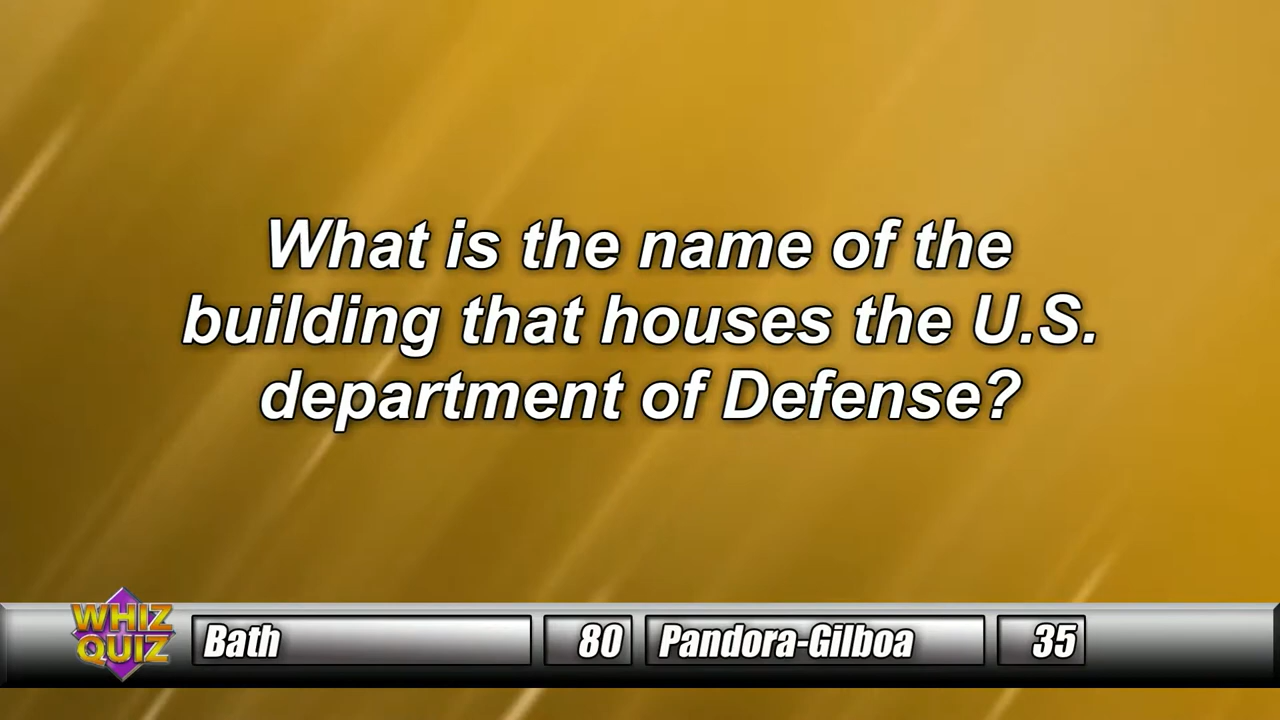 What is the name of the
building that houses the U.S.
department of Defense?
WHIZ
QUIZ
Bath 80 Pandora-Gilboa 35